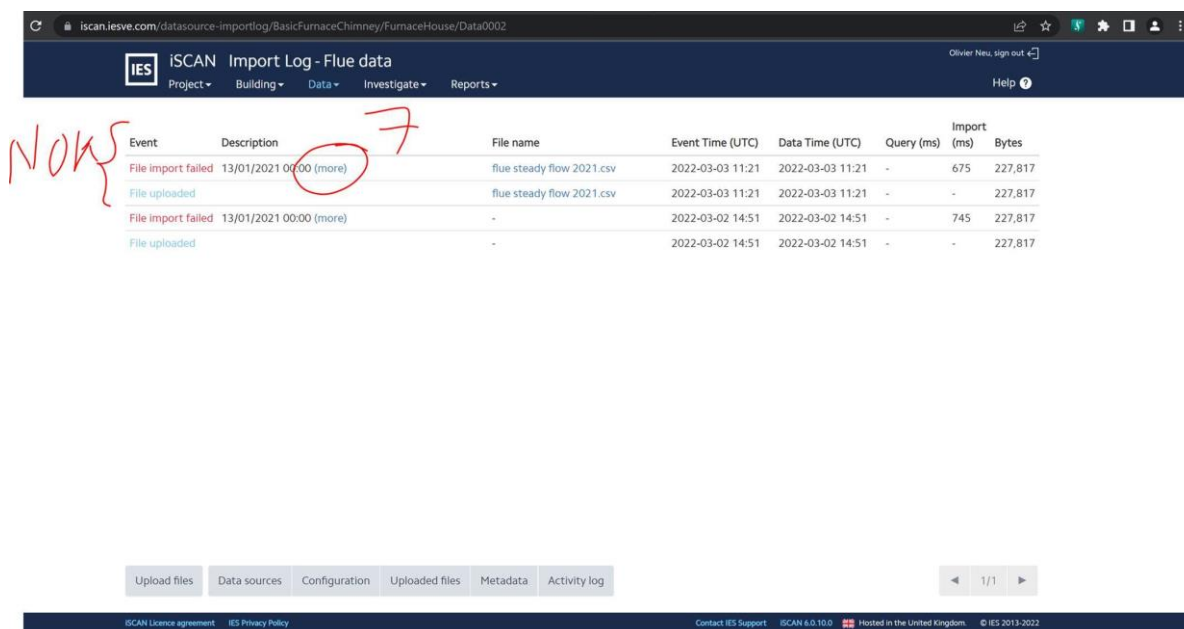 iscan.iesve.com/datasource-importlog/BasicFurnaceChimney/FurnaceHouse/Data0002
IES
iSCAN Import Log - Flue data
Olivier Neu, sign out
Project Building Data Investigate Reports
Help ?
7
NOK
Event Description File name Event Time (UTC) Data Time (UTC) Query (ms) Import (ms) Bytes
File import failed 13/01/2021 00:00 (more) flue steady flow 2021.csv 2022-03-03 11:21 2022-03-03 11:21 - 675 227,817
File uploaded flue steady flow 2021.csv 2022-03-03 11:21 2022-03-03 11:21 - - 227,817
File import failed 13/01/2021 00:00 (more) - 2022-03-02 14:51 2022-03-02 14:51 - 745 227,817
File uploaded - 2022-03-02 14:51 2022-03-02 14:51 - - 227,817
Upload files Data sources Configuration Uploaded files Metadata Activity log 1/1
iSCAN Licence agreement IES Privacy Policy Contact IES Support iSCAN 6.0.10.0 Hosted in the United Kingdom. © IES 2013-2022